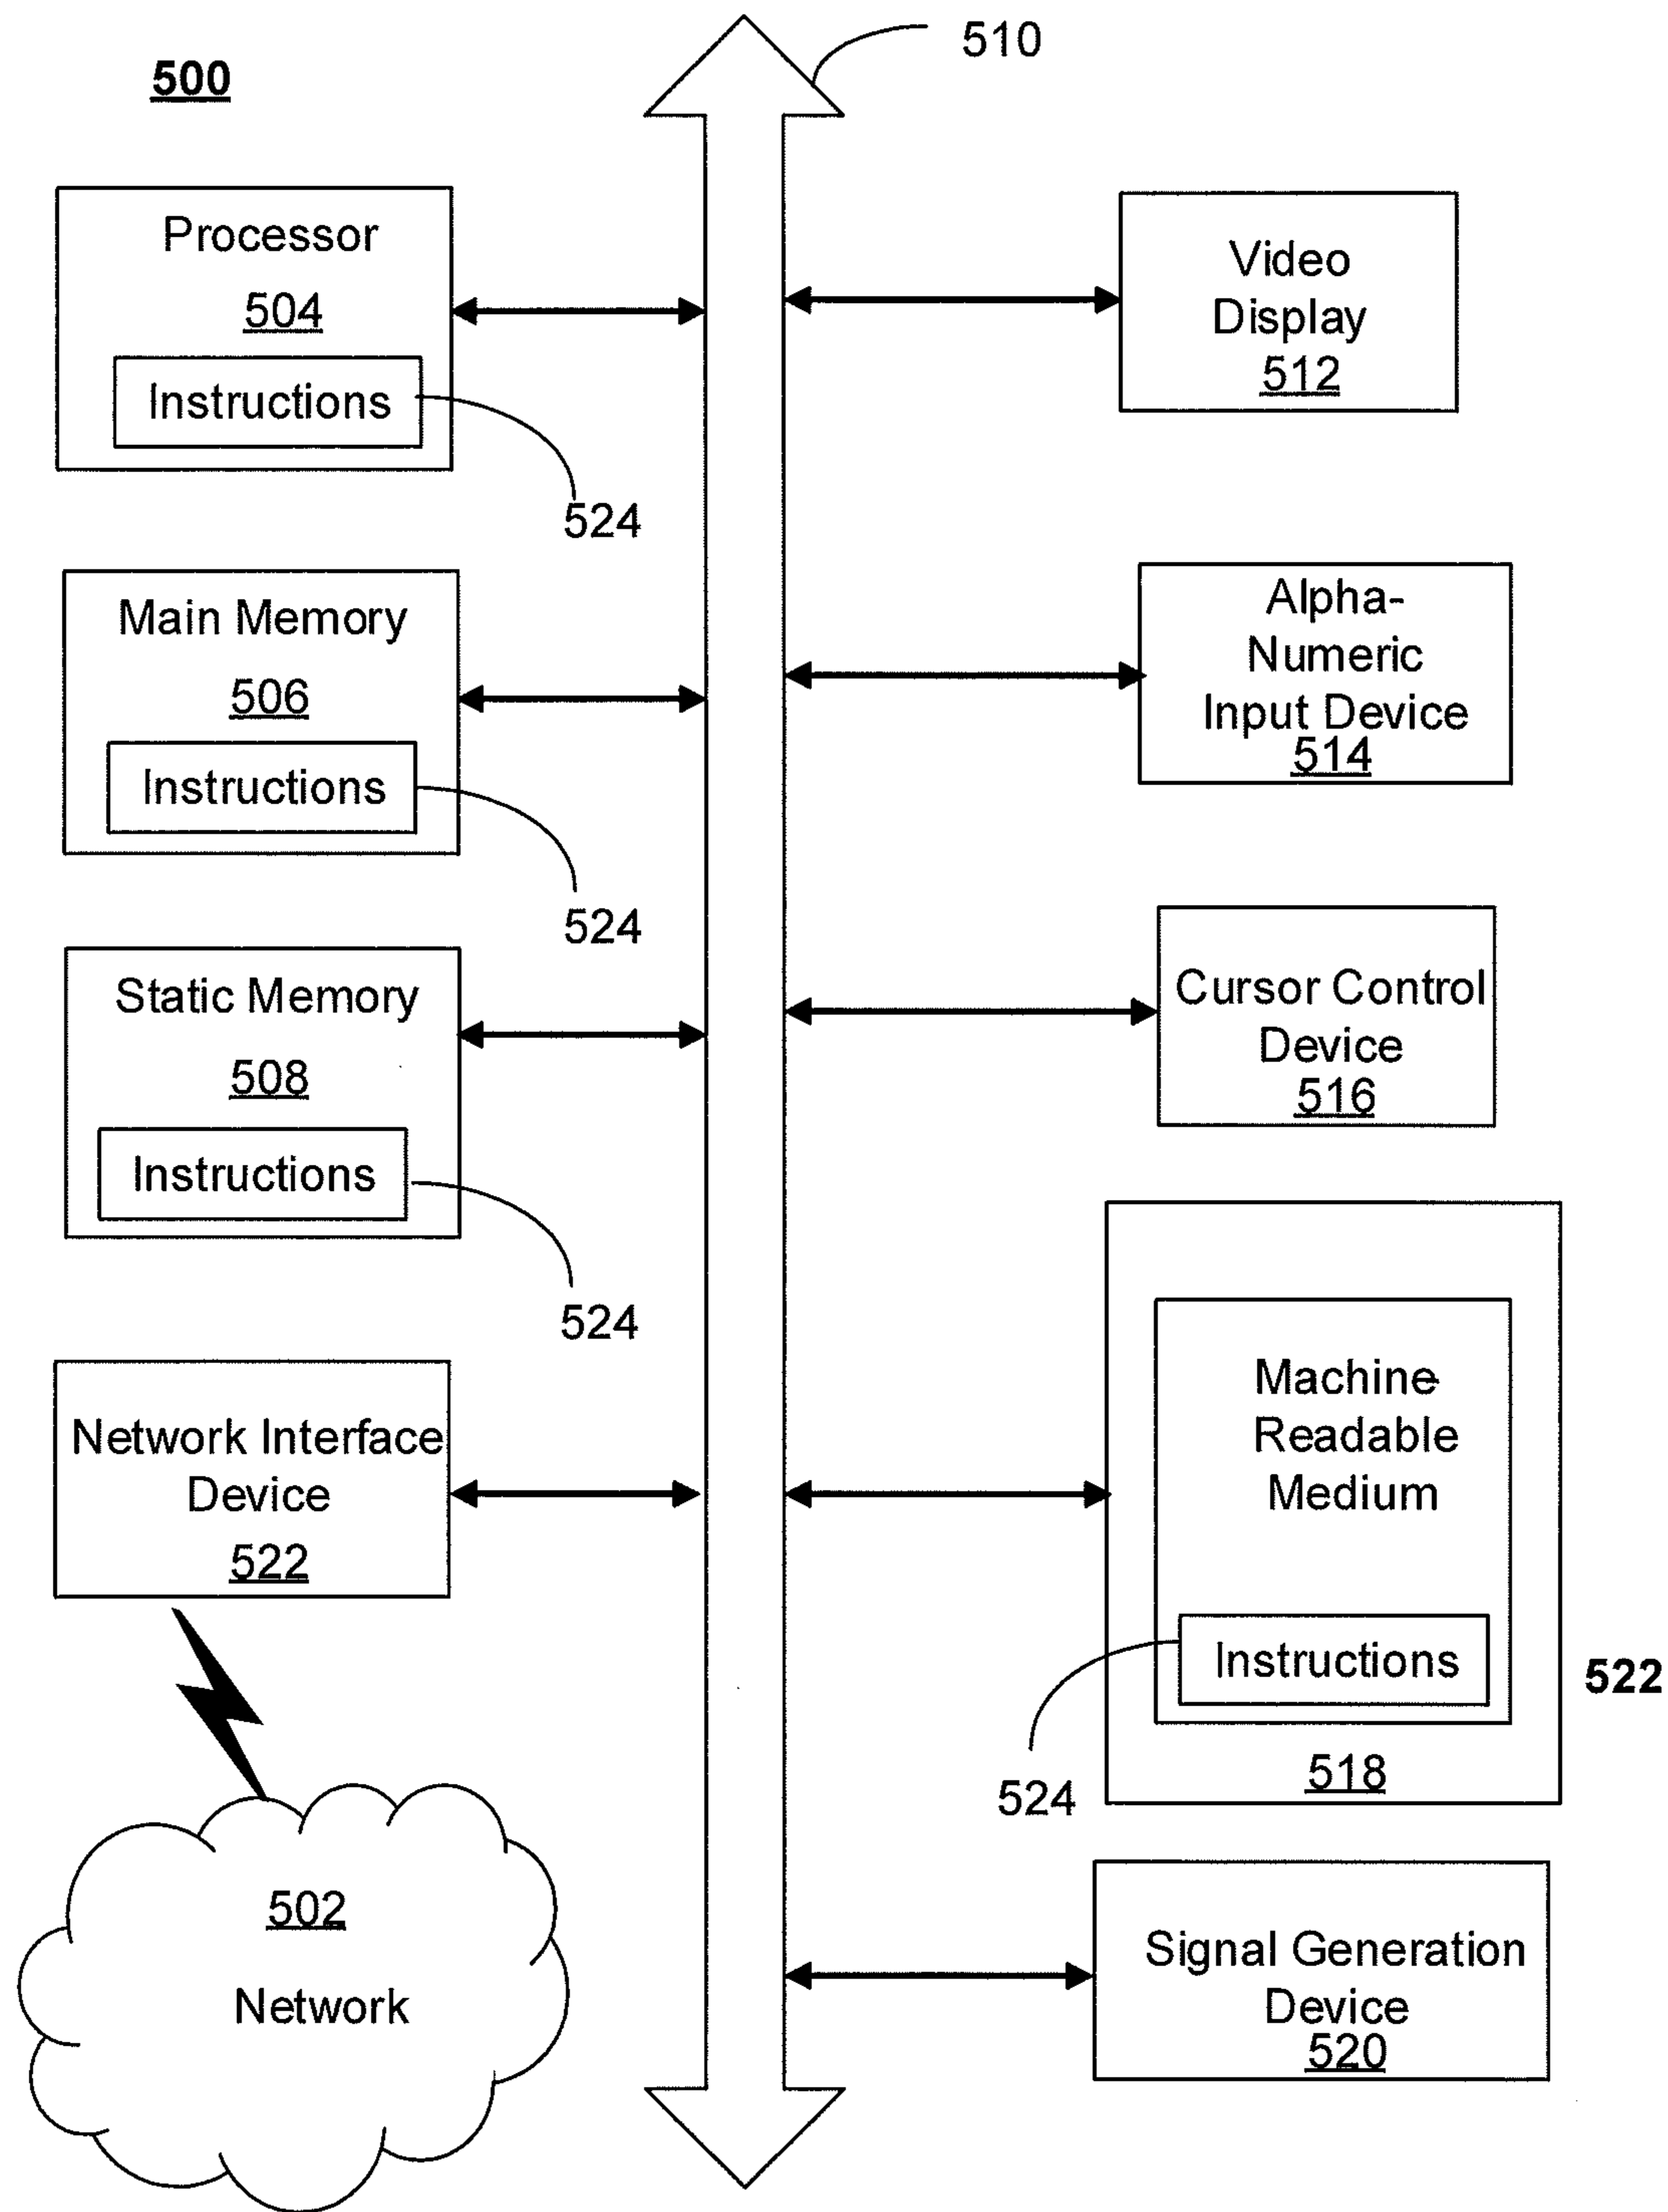 500
510
Processor
504
Instructions
524
Main Memory
506
Instructions
524
Static Memory
508
Instructions
524
Network Interface
Device
522
502
Network
Video
Display
512
Alpha-
Numeric
Input Device
514
Cursor Control
Device
516
Machine-
Readable
Medium
Instructions
524
518
522
Signal Generation
Device
520